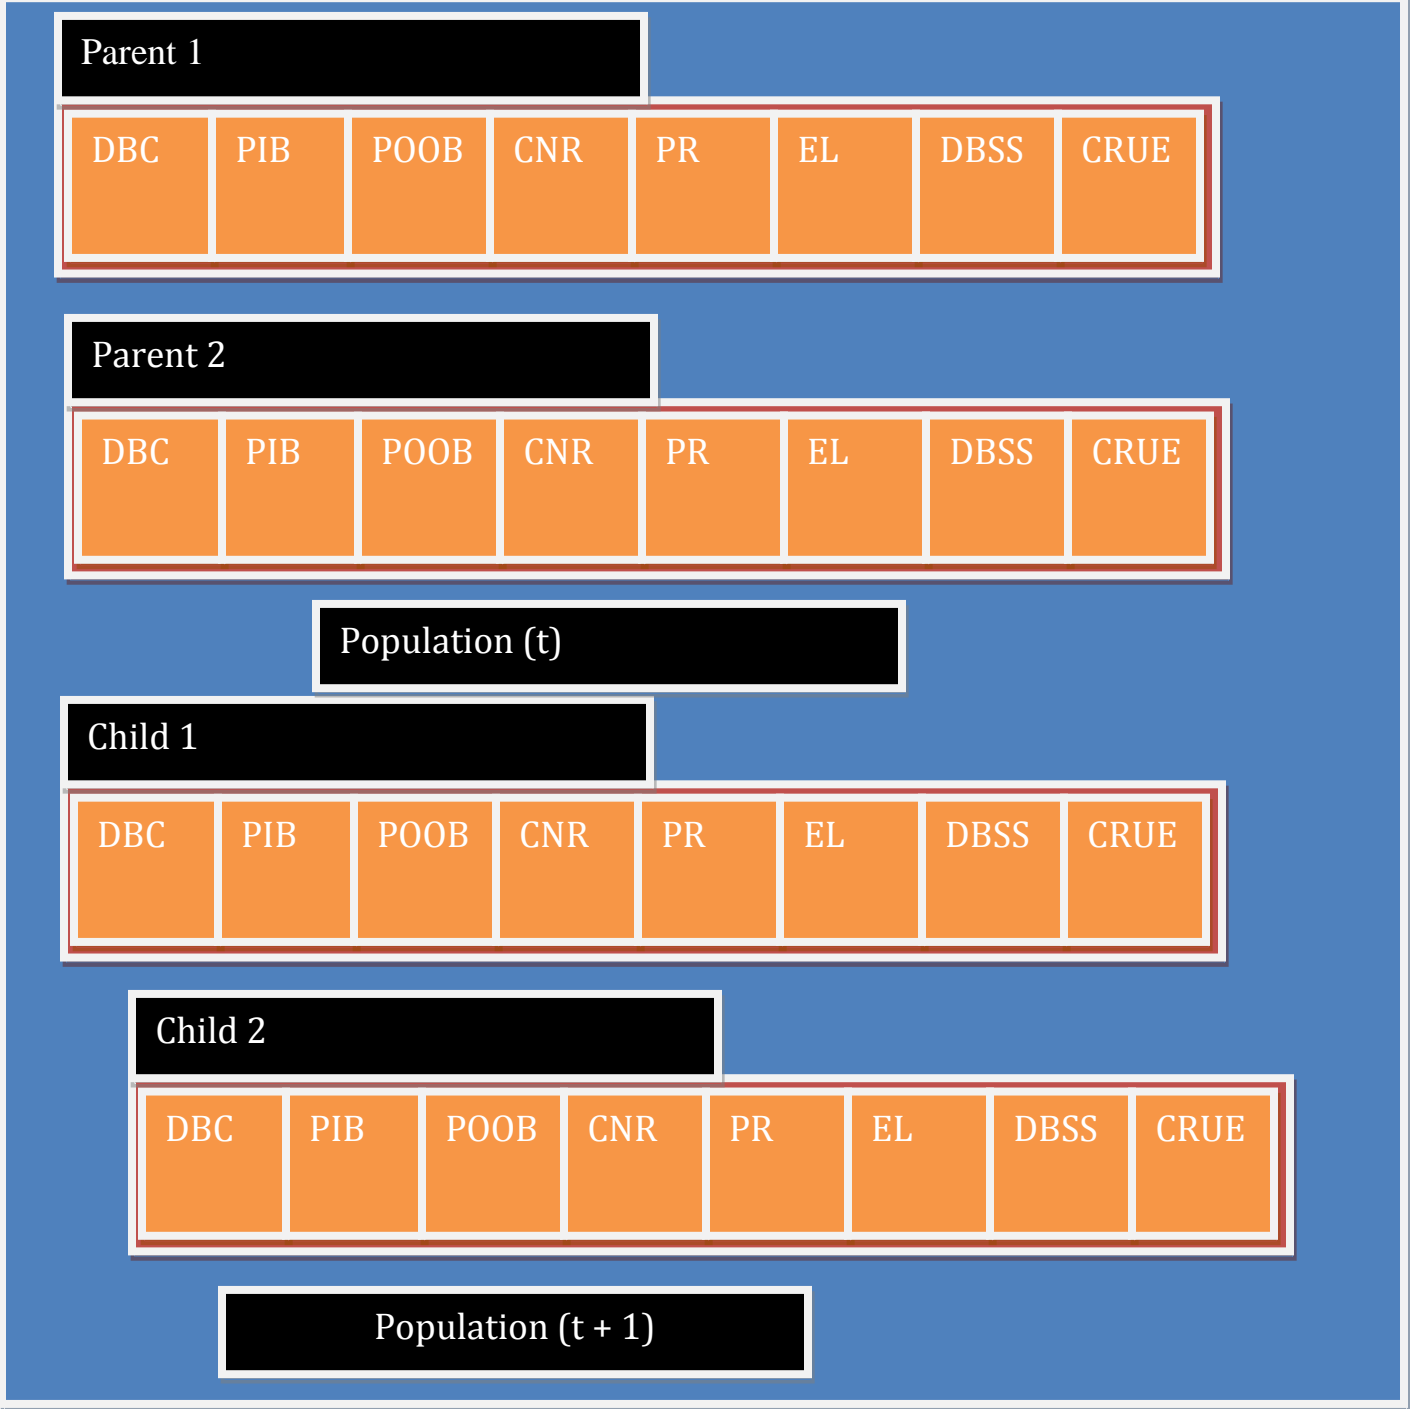 Parent 1
DBC PIB POOB CNR PR EL DBSS CRUE
Parent 2
DBC PIB POOB CNR PR EL DBSS CRUE
Population (t)
Child 1
DBC PIB POOB CNR PR EL DBSS CRUE
Child 2
DBC PIB POOB CNR PR EL DBSS CRUE
Population (t + 1)